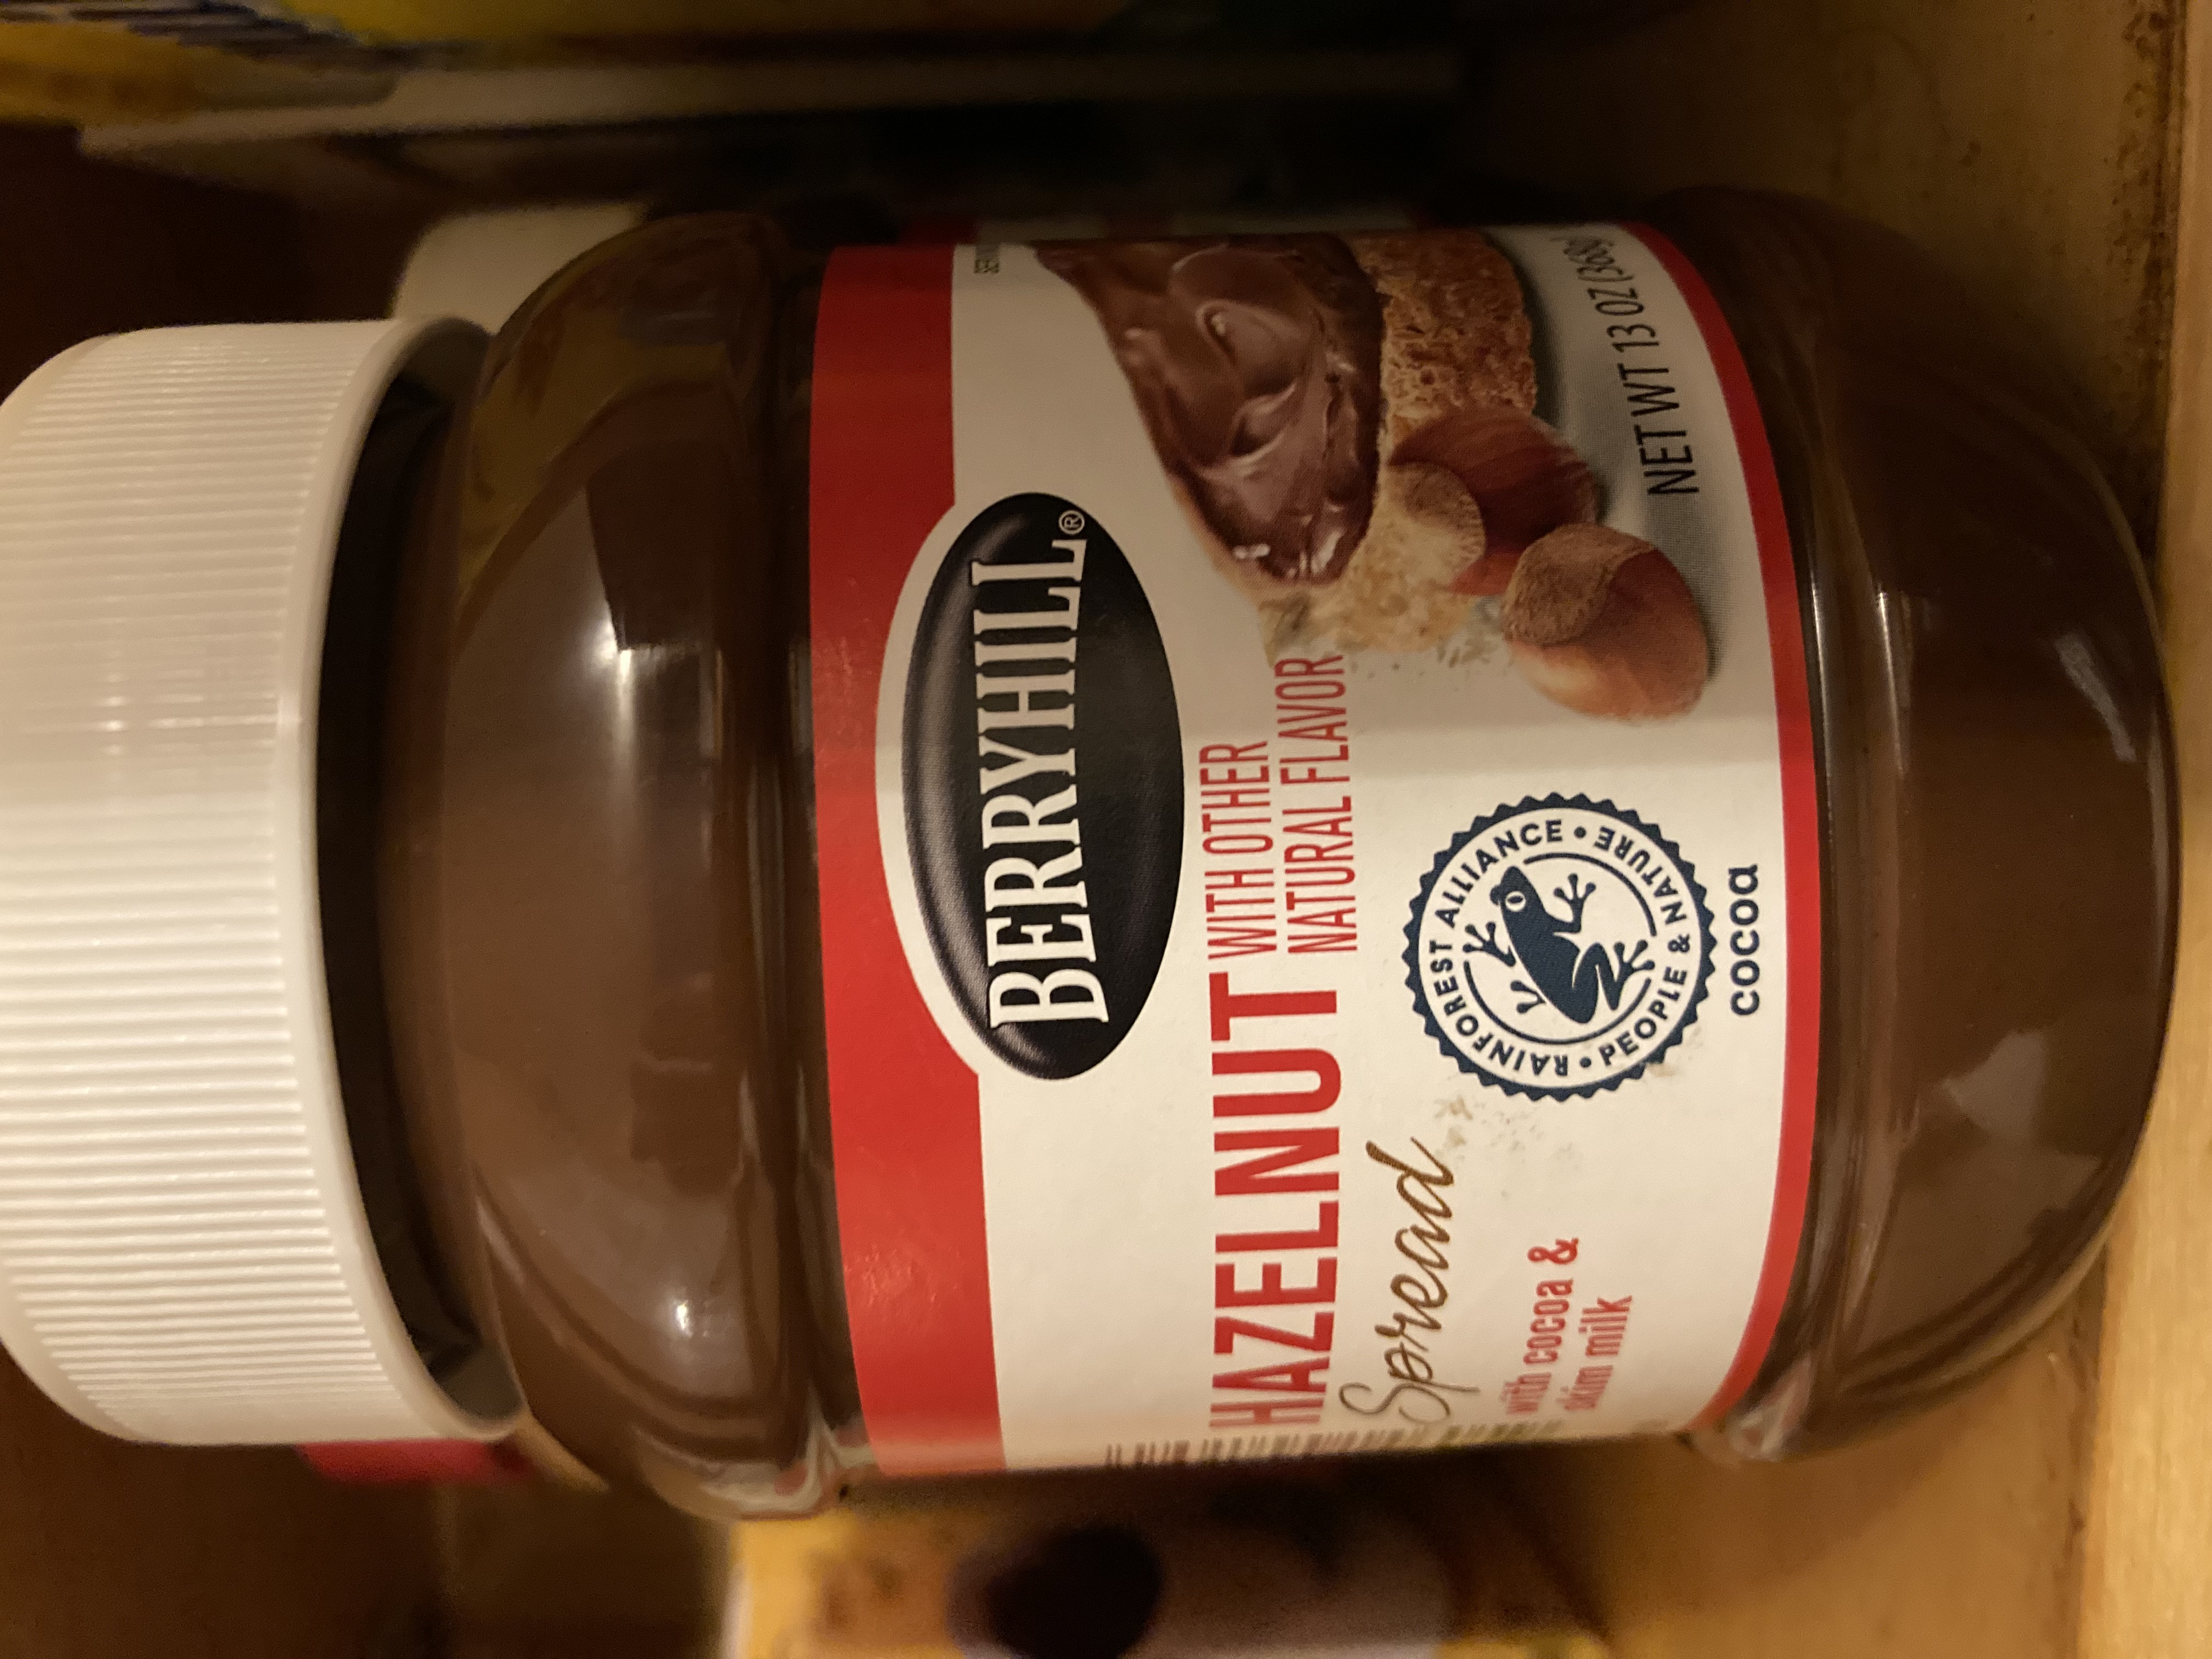 BERRYHILL®
HAZELNUT
WITH OTHER
NATURAL FLAVOR
Spread
with cocoa &
skim milk
RAINFOREST ALLIANCE
PEOPLE & NATURE
cocoa
NET WT 13 OZ (368g)